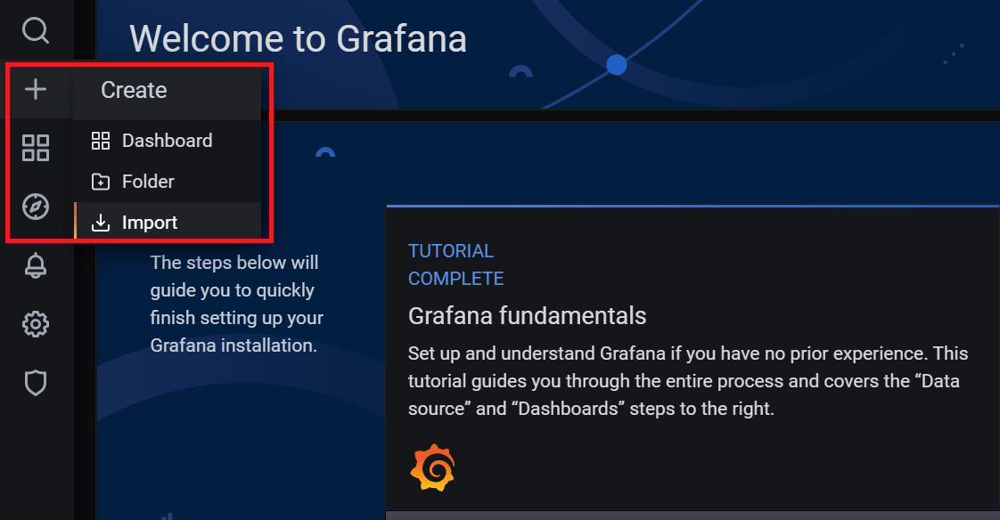 Welcome to Grafana
Create
Dashboard
Folder
Import
The steps below will
guide you to quickly
finish setting up your
Grafana installation.
TUTORIAL
COMPLETE
Grafana fundamentals
Set up and understand Grafana if you have no prior experience. This
tutorial guides you through the entire process and covers the “Data
source” and “Dashboards” steps to the right.